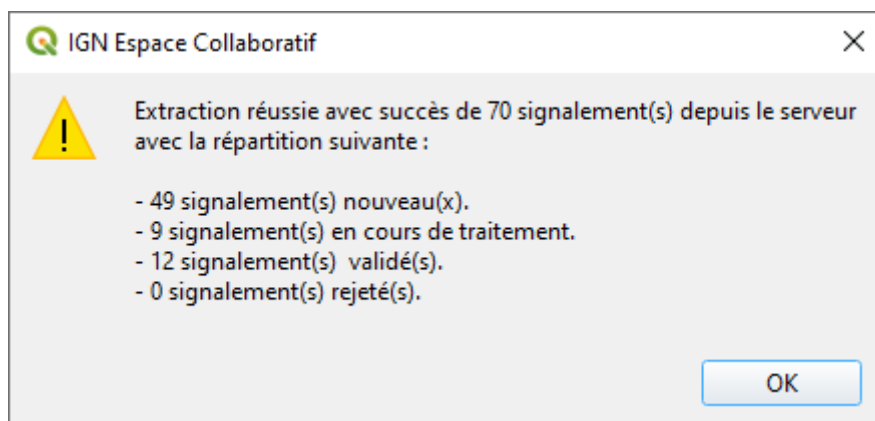 IGN Espace Collaboratif
Extraction réussie avec succès de 70 signalement(s) depuis le serveur
avec la répartition suivante :
- 49 signalement(s) nouveau(x).
- 9 signalement(s) en cours de traitement.
- 12 signalement(s)  validé(s).
- 0 signalement(s) rejeté(s).
OK